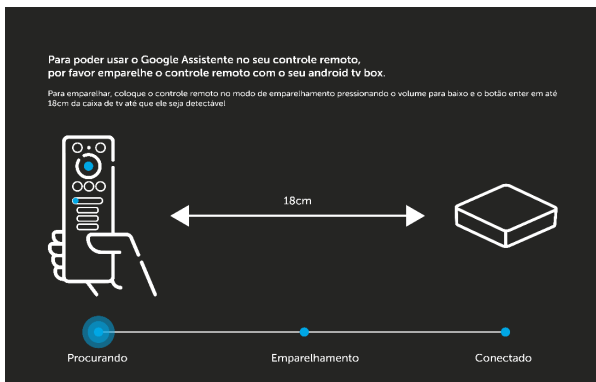 Para poder usar o Google Assistente no seu controle remoto,
por favor emparelhe o controle remoto com o seu android tv box.
Para emparelhar, coloque o controle remoto no modo de emparelhamento pressionando o volume para baixo e o botão enter em até
18cm da caixa de tv até que ele seja detectável
18cm
Procurando
Emparelhamento
Conectado